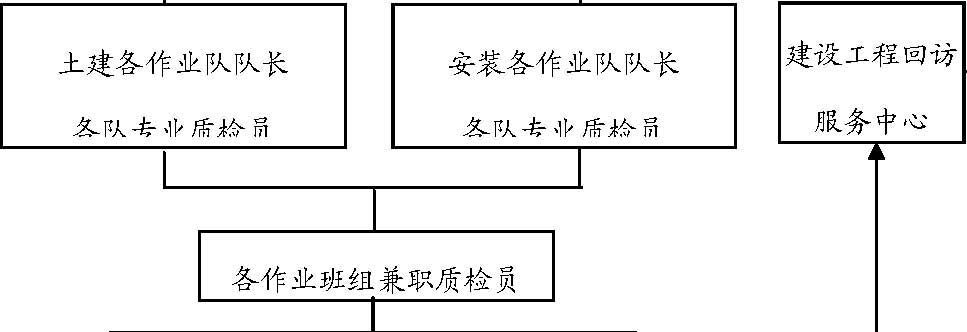 土建各作业队队长
各队专业质检员
安装各作业队队长
各队专业质检员
建设工程回访
服务中心
各作业班组兼职质检员